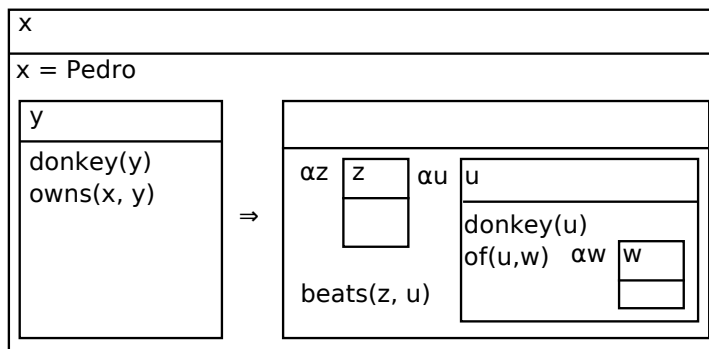 x
x = Pedro
y
donkey(y)
owns(x, y)
⇒
αz
z
αu
u
donkey(u)
of(u,w)
αw
w
beats(z, u)